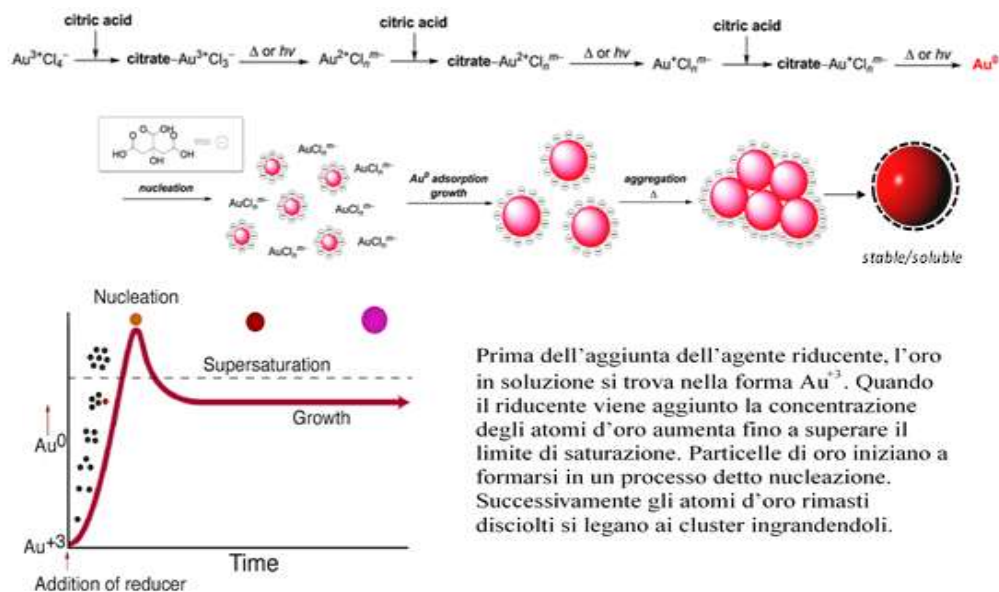 citric acid citric acid citric acid
Au³⁺Cl₄⁻ citrate–Au³⁺Cl₃⁻ Δ or hν Au²⁺Clₙᵐ⁻ citrate–Au²⁺Clₙᵐ⁻ Δ or hν Au⁺Clₙᵐ⁻ citrate–Au⁺Clₙᵐ⁻ Δ or hν Au⁰
O OH O
HO OH OH
nucleation
AuClₙᵐ⁻
AuClₙᵐ⁻
AuClₙᵐ⁻ AuClₙᵐ⁻
AuClₙᵐ⁻
AuClₙᵐ⁻
Au⁰ adsorption
growth
aggregation
Δ
stable/soluble
Nucleation
Supersaturation
Growth
Au⁰
Au⁺³
Time
Addition of reducer
Prima dell'aggiunta dell'agente riducente, l'oro
in soluzione si trova nella forma Au⁺³. Quando
il riducente viene aggiunto la concentrazione
degli atomi d'oro aumenta fino a superare il
limite di saturazione. Particelle di oro iniziano a
formarsi in un processo detto nucleazione.
Successivamente gli atomi d'oro rimasti
disciolti si legano ai cluster ingrandendoli.